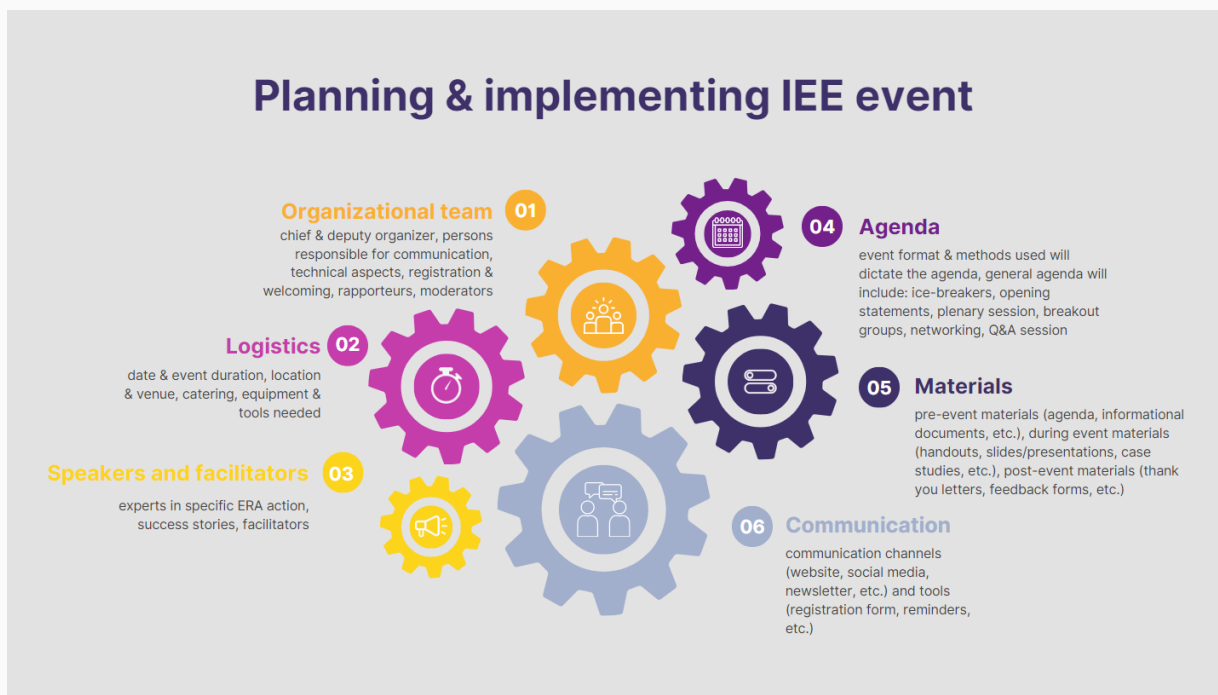 Planning & implementing IEE event
01
Organizational team
chief & deputy organizer, persons
responsible for communication,
technical aspects, registration &
welcoming, rapporteurs, moderators
02
Logistics
date & event duration, location
& venue, catering, equipment &
tools needed
03
Speakers and facilitators
experts in specific ERA action,
success stories, facilitators
04
Agenda
event format & methods used will
dictate the agenda, general agenda will
include: ice-breakers, opening
statements, plenary session, breakout
groups, networking, Q&A session
05
Materials
pre-event materials (agenda, informational
documents, etc.), during event materials
(handouts, slides/presentations, case
studies, etc.), post-event materials (thank
you letters, feedback forms, etc.)
06
Communication
communication channels
(website, social media,
newsletter, etc.) and tools
(registration form, reminders,
etc.)